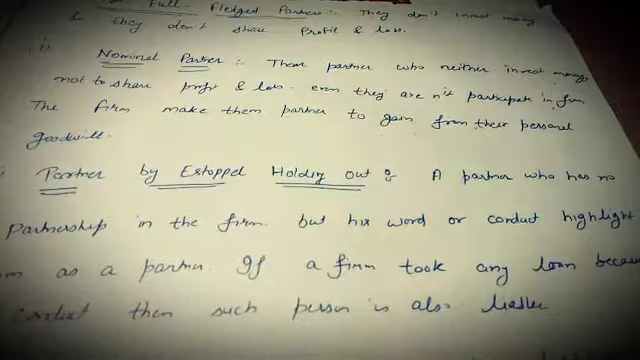 Full - Fledged Partners :- They don't invest money
& they don't share Profit & loss.
Nominal Partner :- Those partner who neither invest money,
not to share profit & loss. even they are n't participate in firm
The firm make them partner to gain from their personal
goodwill.
Partner by Estoppel Holding out :- A partner who has no
Partnership in the firm. but his word or conduct highlight
as a partner. If a firm took any loan because
conduct then such person is also liable